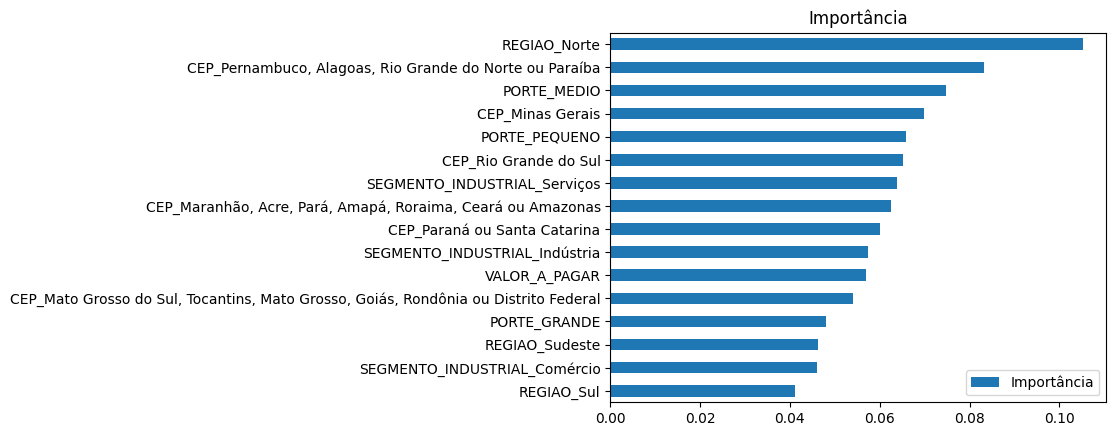 Importância
REGIAO_Norte
CEP_Pernambuco, Alagoas, Rio Grande do Norte ou Paraíba
PORTE_MEDIO
CEP_Minas Gerais
PORTE_PEQUENO
CEP_Rio Grande do Sul
SEGMENTO_INDUSTRIAL_Serviços
CEP_Maranhão, Acre, Pará, Amapá, Roraima, Ceará ou Amazonas
CEP_Paraná ou Santa Catarina
SEGMENTO_INDUSTRIAL_Indústria
VALOR_A_PAGAR
CEP_Mato Grosso do Sul, Tocantins, Mato Grosso, Goiás, Rondônia ou Distrito Federal
PORTE_GRANDE
REGIAO_Sudeste
SEGMENTO_INDUSTRIAL_Comércio
REGIAO_Sul
Importância
0.00 0.02 0.04 0.06 0.08 0.10